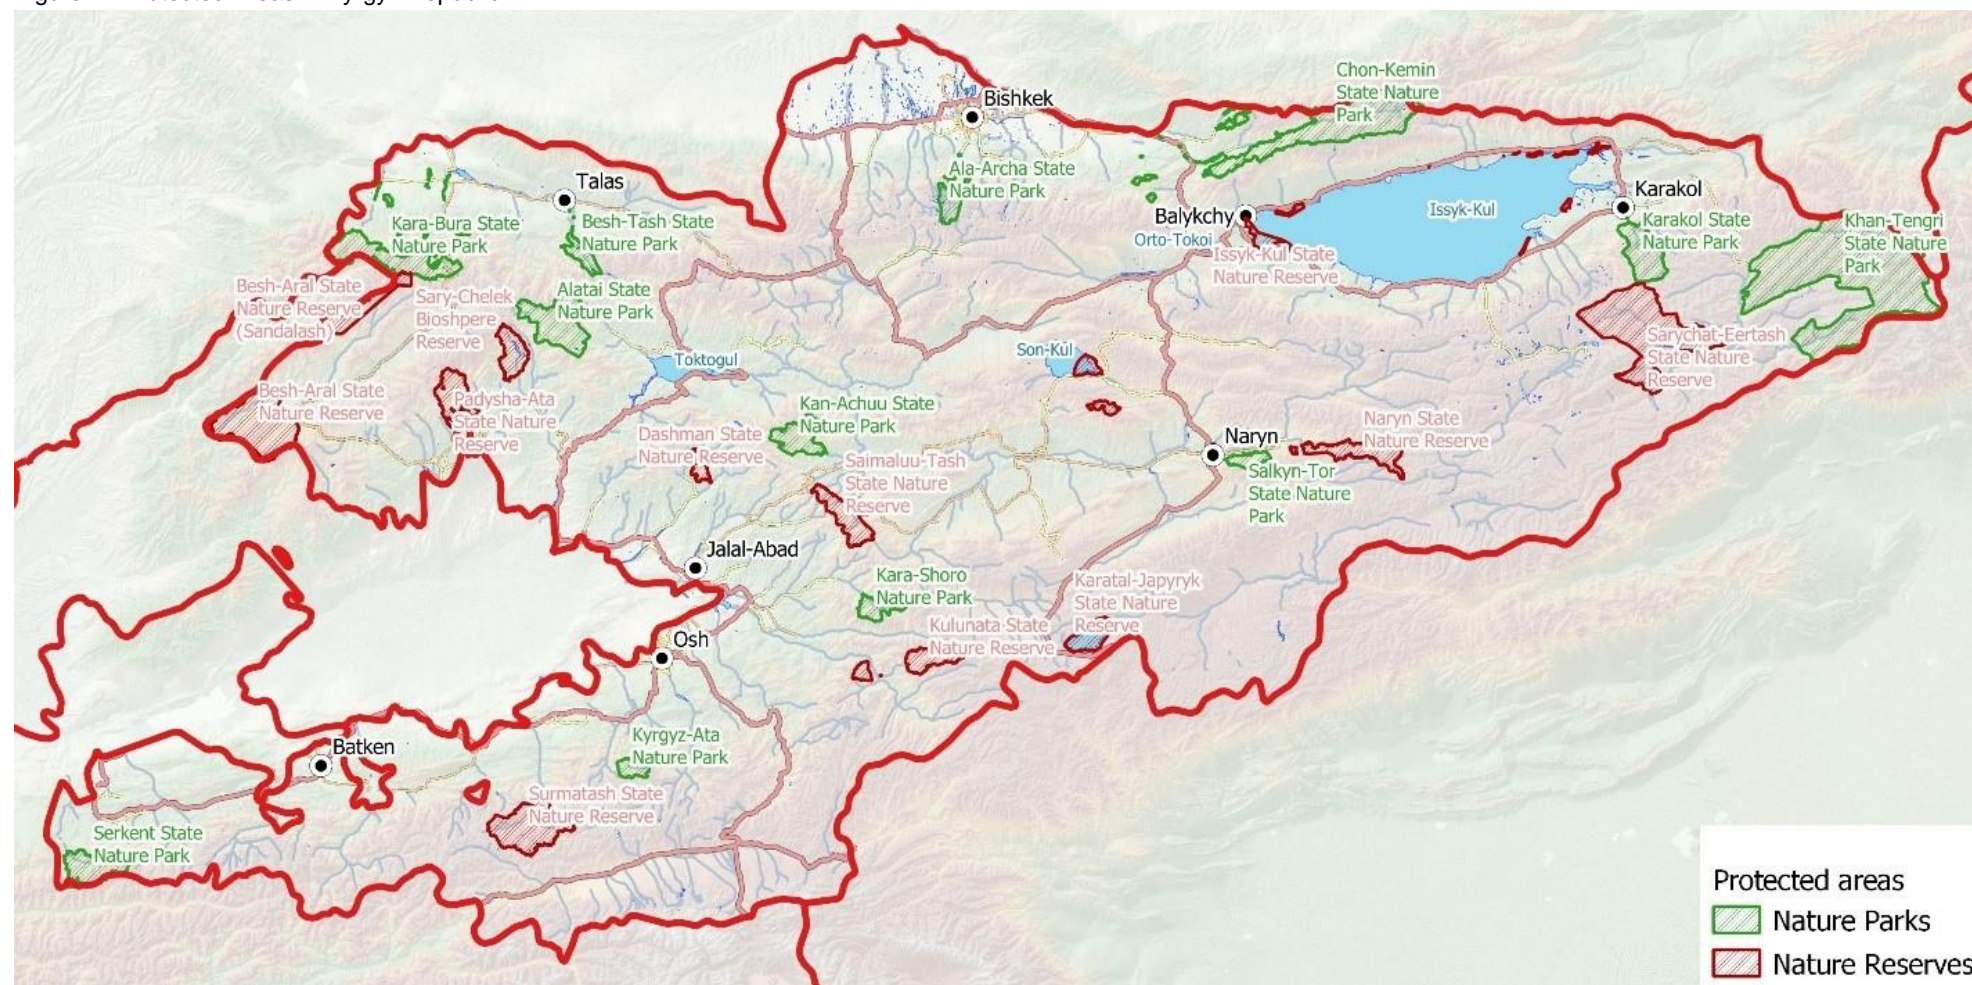 Chon-Kemin
State Nature
Park
Bishkek
Ala-Archa State
Nature Park
Talas
Kara-Bura State
Nature Park
Besh-Tash State
Nature Park
Balykchy
Orto-Tokoi
Issyk-Kul
Issyk-Kul State
Nature Reserve
Karakol
Karakol State
Nature Park
Khan-Tengri
State Nature
Park
Besh-Aral State
Nature Reserve
(Sandalash)
Sary-Chelek
Bioshpere
Reserve
Alatai State
Nature Park
Toktogul
Son-Kul
Sarychat-Eertash
State Nature
Reserve
Besh-Aral State
Nature Reserve
Padysha-Ata
State Nature
Reserve
Kan-Achuu State
Nature Park
Dashman State
Nature Reserve
Saimaluu-Tash
State Nature
Reserve
Naryn
Naryn State
Nature Reserve
Salkyn-Tor
State Nature
Park
Jalal-Abad
Kara-Shoro
Nature Park
Karatal-Japyryk
State Nature
Reserve
Kulunata State
Nature Reserve
Osh
Batken
Kyrgyz-Ata
Nature Park
Surmatash State
Nature Reserve
Serkent State
Nature Park
Protected areas
Nature Parks
Nature Reserves